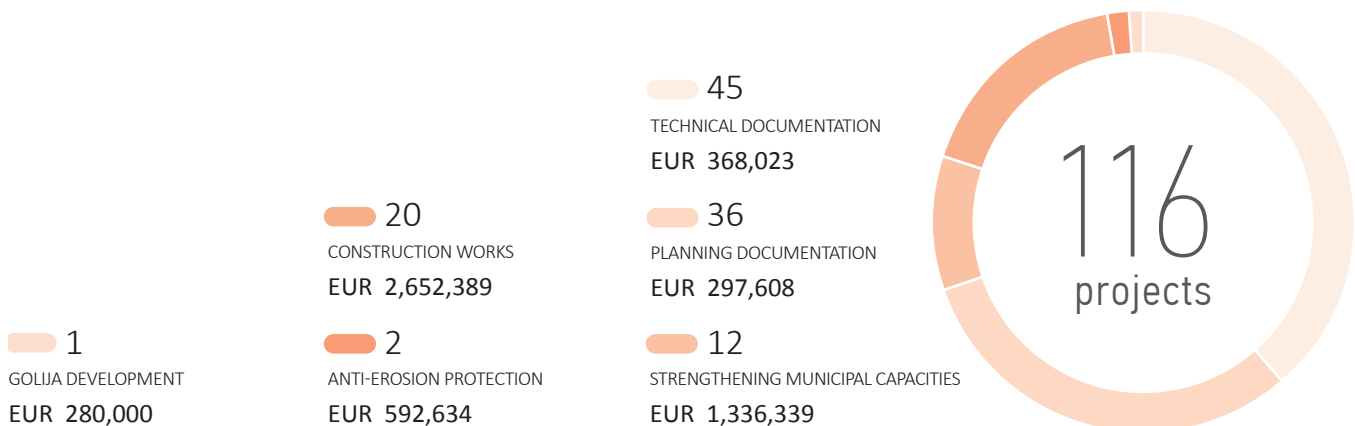 45
TECHNICAL DOCUMENTATION
EUR 368,023
20
CONSTRUCTION WORKS
EUR 2,652,389
36
PLANNING DOCUMENTATION
EUR 297,608
1
GOLIJA DEVELOPMENT
EUR 280,000
2
ANTI-EROSION PROTECTION
EUR 592,634
12
STRENGTHENING MUNICIPAL CAPACITIES
EUR 1,336,339
116
projects